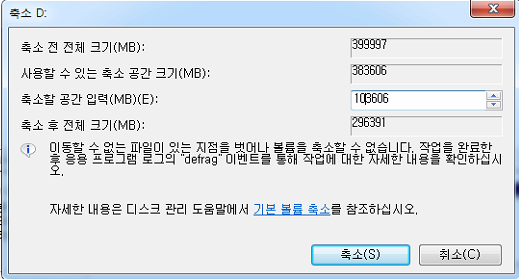 축소 D:
축소 전 전체 크기(MB): 399997
사용할 수 있는 축소 공간 크기(MB): 383606
축소할 공간 입력(MB)(E): 103606
축소 후 전체 크기(MB): 296391
이동할 수 없는 파일이 있는 지점을 벗어나 볼륨을 축소할 수 없습니다. 작업을 완료한
후 응용 프로그램 로그의 "defrag" 이벤트를 통해 작업에 대한 자세한 내용을 확인하십시
오.
자세한 내용은 디스크 관리 도움말에서 기본 볼륨 축소를 참조하십시오.
축소(S) 취소(C)